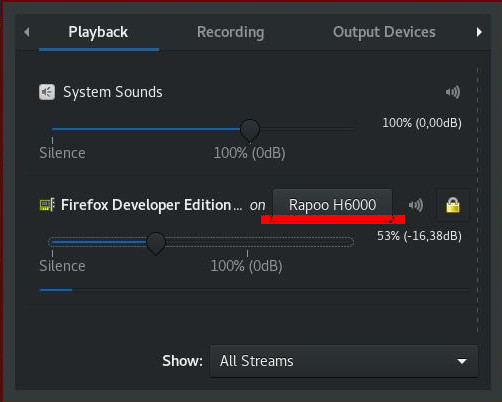 Playback Recording Output Devices
System Sounds
100% (0,00dB)
Silence 100% (0dB)
Firefox Developer Edition... on Rapoo H6000
53% (-16,38dB)
Silence 100% (0dB)
Show: All Streams